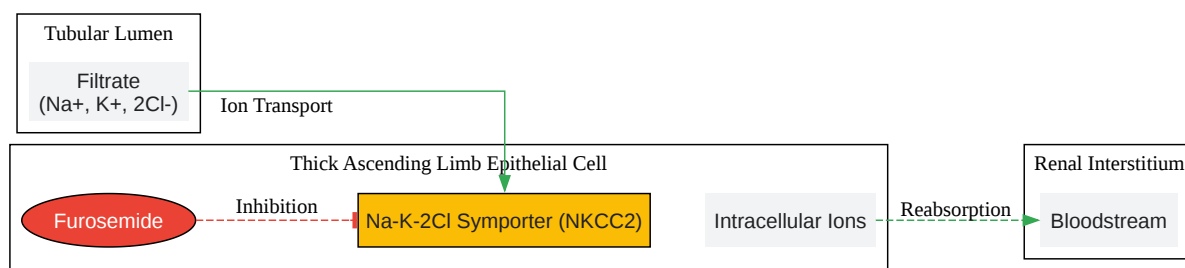 Tubular Lumen
Filtrate
(Na+, K+, 2Cl-)
Ion Transport
Thick Ascending Limb Epithelial Cell
Renal Interstitium
Furosemide
Inhibition
Na-K-2Cl Symporter (NKCC2)
Intracellular Ions
Reabsorption
Bloodstream